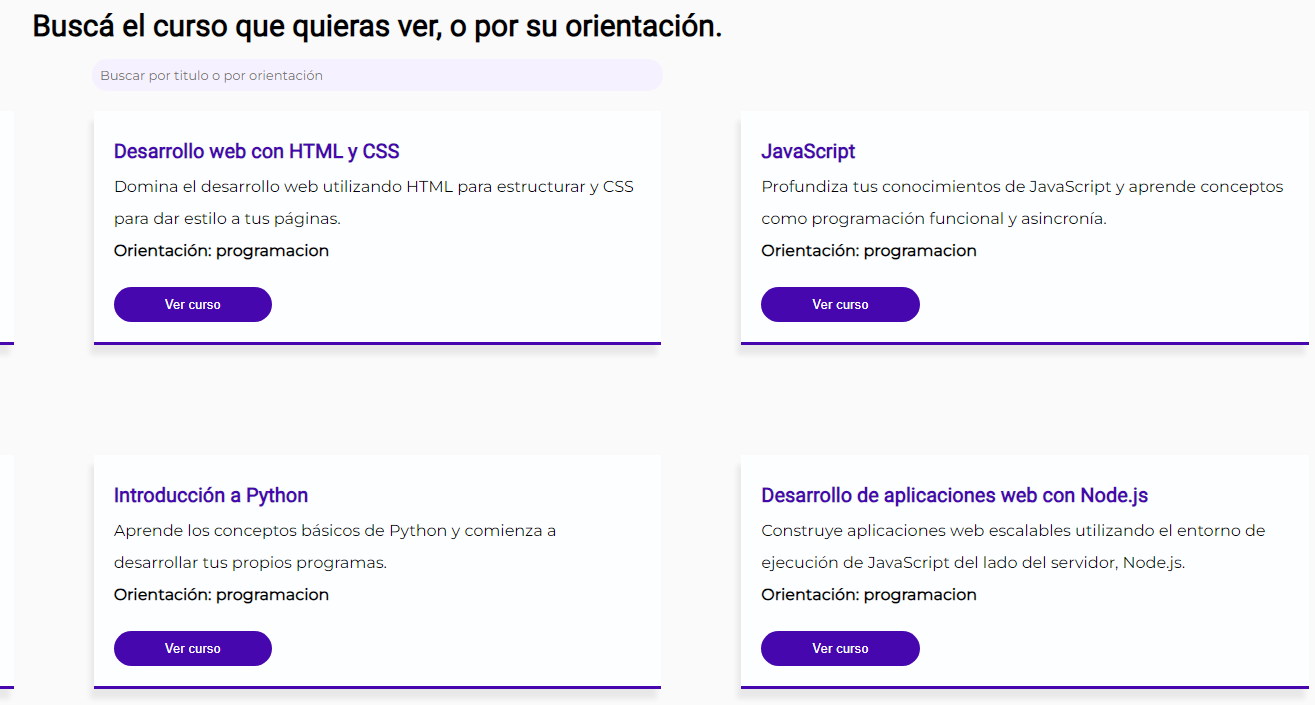 Buscá el curso que quieras ver, o por su orientación.
Buscar por titulo o por orientación
Desarrollo web con HTML y CSS
Domina el desarrollo web utilizando HTML para estructurar y CSS
para dar estilo a tus páginas.
Orientación: programacion
Ver curso
JavaScript
Profundiza tus conocimientos de JavaScript y aprende conceptos
como programación funcional y asincronía.
Orientación: programacion
Ver curso
Introducción a Python
Aprende los conceptos básicos de Python y comienza a
desarrollar tus propios programas.
Orientación: programacion
Ver curso
Desarrollo de aplicaciones web con Node.js
Construye aplicaciones web escalables utilizando el entorno de
ejecución de JavaScript del lado del servidor, Node.js.
Orientación: programacion
Ver curso